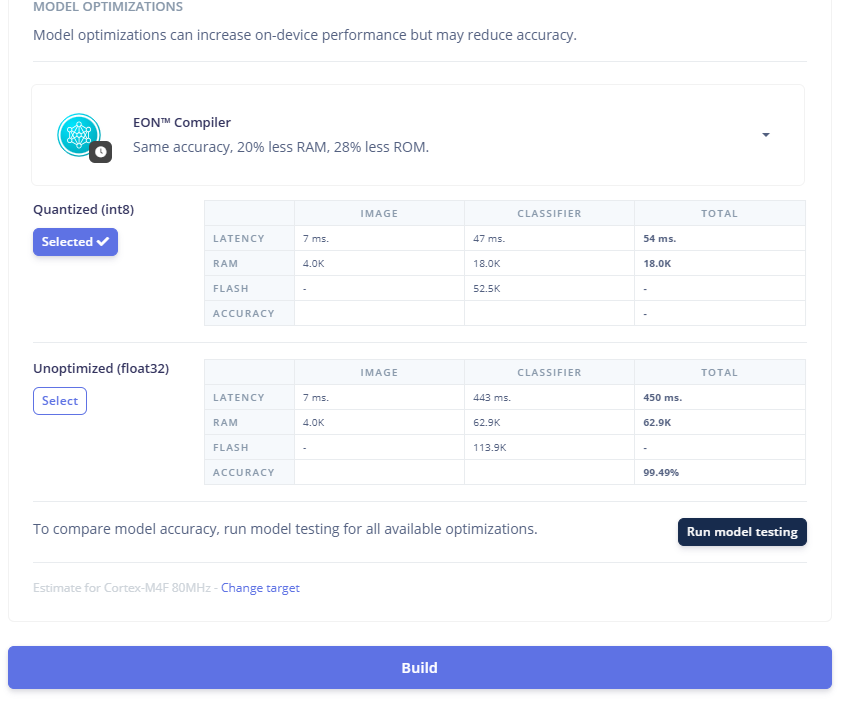 MODEL OPTIMIZATIONS
Model optimizations can increase on-device performance but may reduce accuracy.
EON™ Compiler
Same accuracy, 20% less RAM, 28% less ROM.
Quantized (int8)
Selected ✔
IMAGE CLASSIFIER TOTAL
LATENCY 7 ms. 47 ms. 54 ms.
RAM 4.0K 18.0K 18.0K
FLASH - 52.5K -
ACCURACY -
Unoptimized (float32)
Select
IMAGE CLASSIFIER TOTAL
LATENCY 7 ms. 443 ms. 450 ms.
RAM 4.0K 62.9K 62.9K
FLASH - 113.9K -
ACCURACY 99.49%
To compare model accuracy, run model testing for all available optimizations.
Run model testing
Estimate for Cortex-M4F 80MHz - Change target
Build